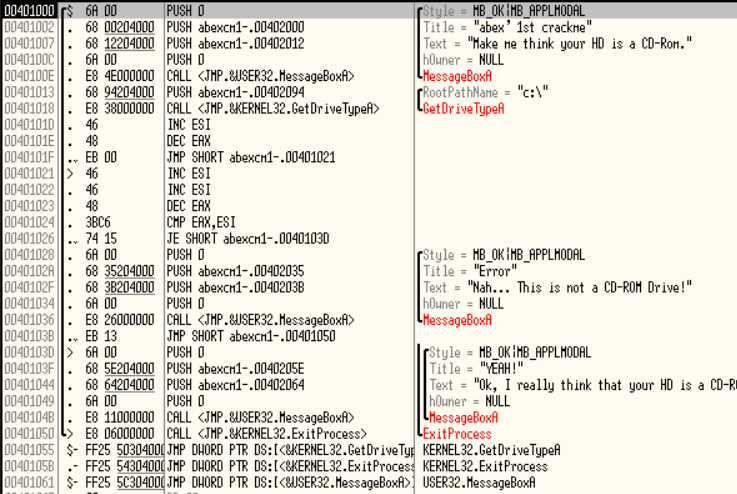 00401000 $ 6A 00 PUSH 0 Style = MB_OK|MB_APPLMODAL
00401002 . 68 00204000 PUSH abexcm1-.00402000 Title = "abex' 1st crackme"
00401007 . 68 12204000 PUSH abexcm1-.00402012 Text = "Make me think your HD is a CD-Rom."
0040100C . 6A 00 PUSH 0 hOwner = NULL
0040100E . E8 4E000000 CALL <JMP.&USER32.MessageBoxA> MessageBoxA
00401013 . 68 94204000 PUSH abexcm1-.00402094 RootPathName = "c:\"
00401018 . E8 38000000 CALL <JMP.&KERNEL32.GetDriveTypeA> GetDriveTypeA
0040101D . 46 INC ESI
0040101E . 48 DEC EAX
0040101F .v EB 00 JMP SHORT abexcm1-.00401021
00401021 > 46 INC ESI
00401022 . 46 INC ESI
00401023 . 48 DEC EAX
00401024 . 3BC6 CMP EAX,ESI
00401026 .v 74 15 JE SHORT abexcm1-.0040103D
00401028 . 6A 00 PUSH 0 Style = MB_OK|MB_APPLMODAL
0040102A . 68 35204000 PUSH abexcm1-.00402035 Title = "Error"
0040102F . 68 3B204000 PUSH abexcm1-.0040203B Text = "Nah... This is not a CD-ROM Drive!"
00401034 . 6A 00 PUSH 0 hOwner = NULL
00401036 . E8 26000000 CALL <JMP.&USER32.MessageBoxA> MessageBoxA
0040103B .v EB 13 JMP SHORT abexcm1-.00401050
0040103D > 6A 00 PUSH 0 Style = MB_OK|MB_APPLMODAL
0040103F . 68 5E204000 PUSH abexcm1-.0040205E Title = "YEAH!"
00401044 . 68 64204000 PUSH abexcm1-.00402064 Text = "Ok, I really think that your HD is a CD-RO
00401049 . 6A 00 PUSH 0 hOwner = NULL
0040104B . E8 11000000 CALL <JMP.&USER32.MessageBoxA> MessageBoxA
00401050 > E8 06000000 CALL <JMP.&KERNEL32.ExitProcess> ExitProcess
00401055 $- FF25 50304000 JMP DWORD PTR DS:[<&KERNEL32.GetDriveTyp KERNEL32.GetDriveTypeA
0040105B .- FF25 54304000 JMP DWORD PTR DS:[<&KERNEL32.ExitProcess KERNEL32.ExitProcess
00401061 $- FF25 5C304000 JMP DWORD PTR DS:[<&USER32.MessageBoxA>] USER32.MessageBoxA